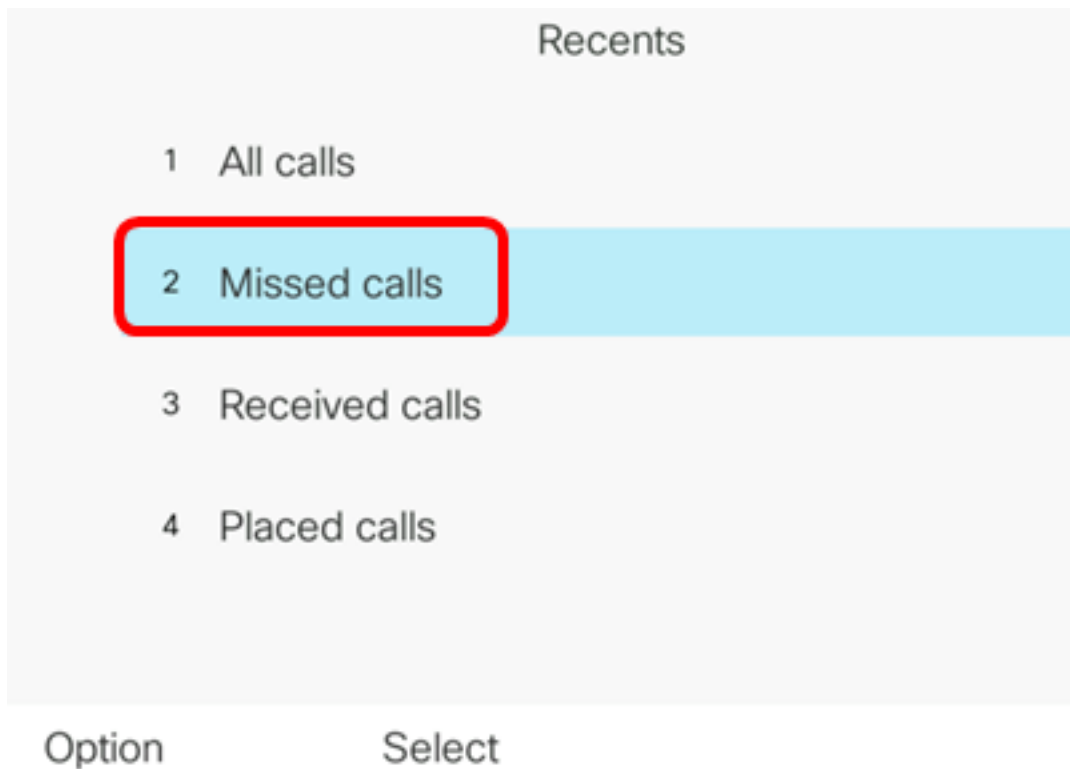 Recents
1 All calls
2 Missed calls
3 Received calls
4 Placed calls
Option Select